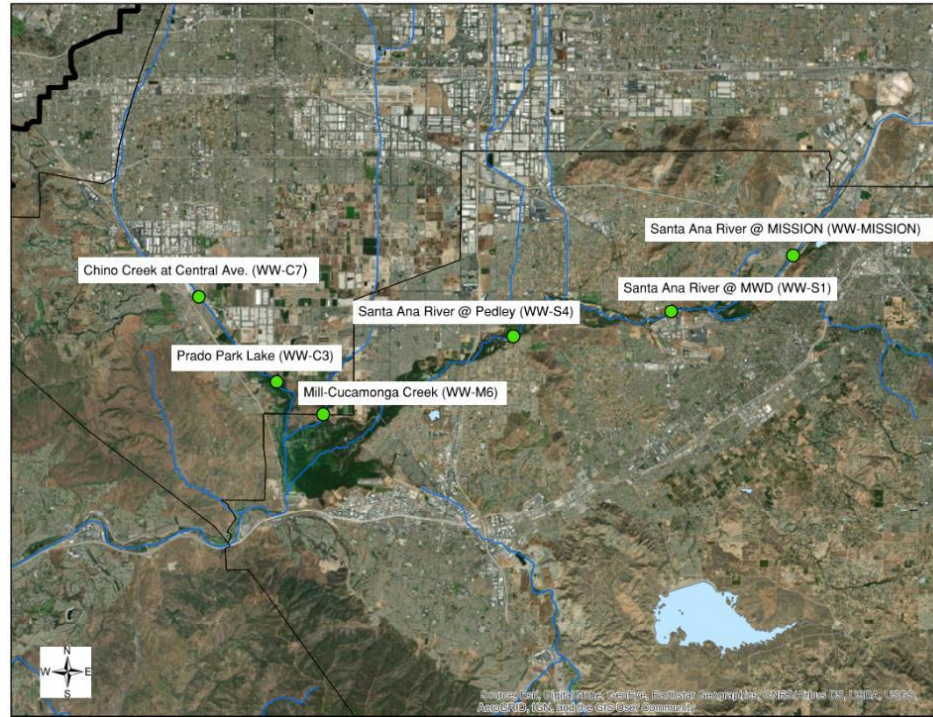 Santa Ana River @ MISSION (WW-MISSION)
Chino Creek at Central Ave. (WW-C7)
Santa Ana River @ MWD (WW-S1)
Santa Ana River @ Pedley (WW-S4)
Prado Park Lake (WW-C3)
Mill-Cucamonga Creek (WW-M6)
N
W E
S
Source: Esri, DigitalGlobe, GeoEye, Earthstar Geographics, CNES/Airbus DS, USDA, USGS,
AeroGRID, IGN, and the GIS User Community